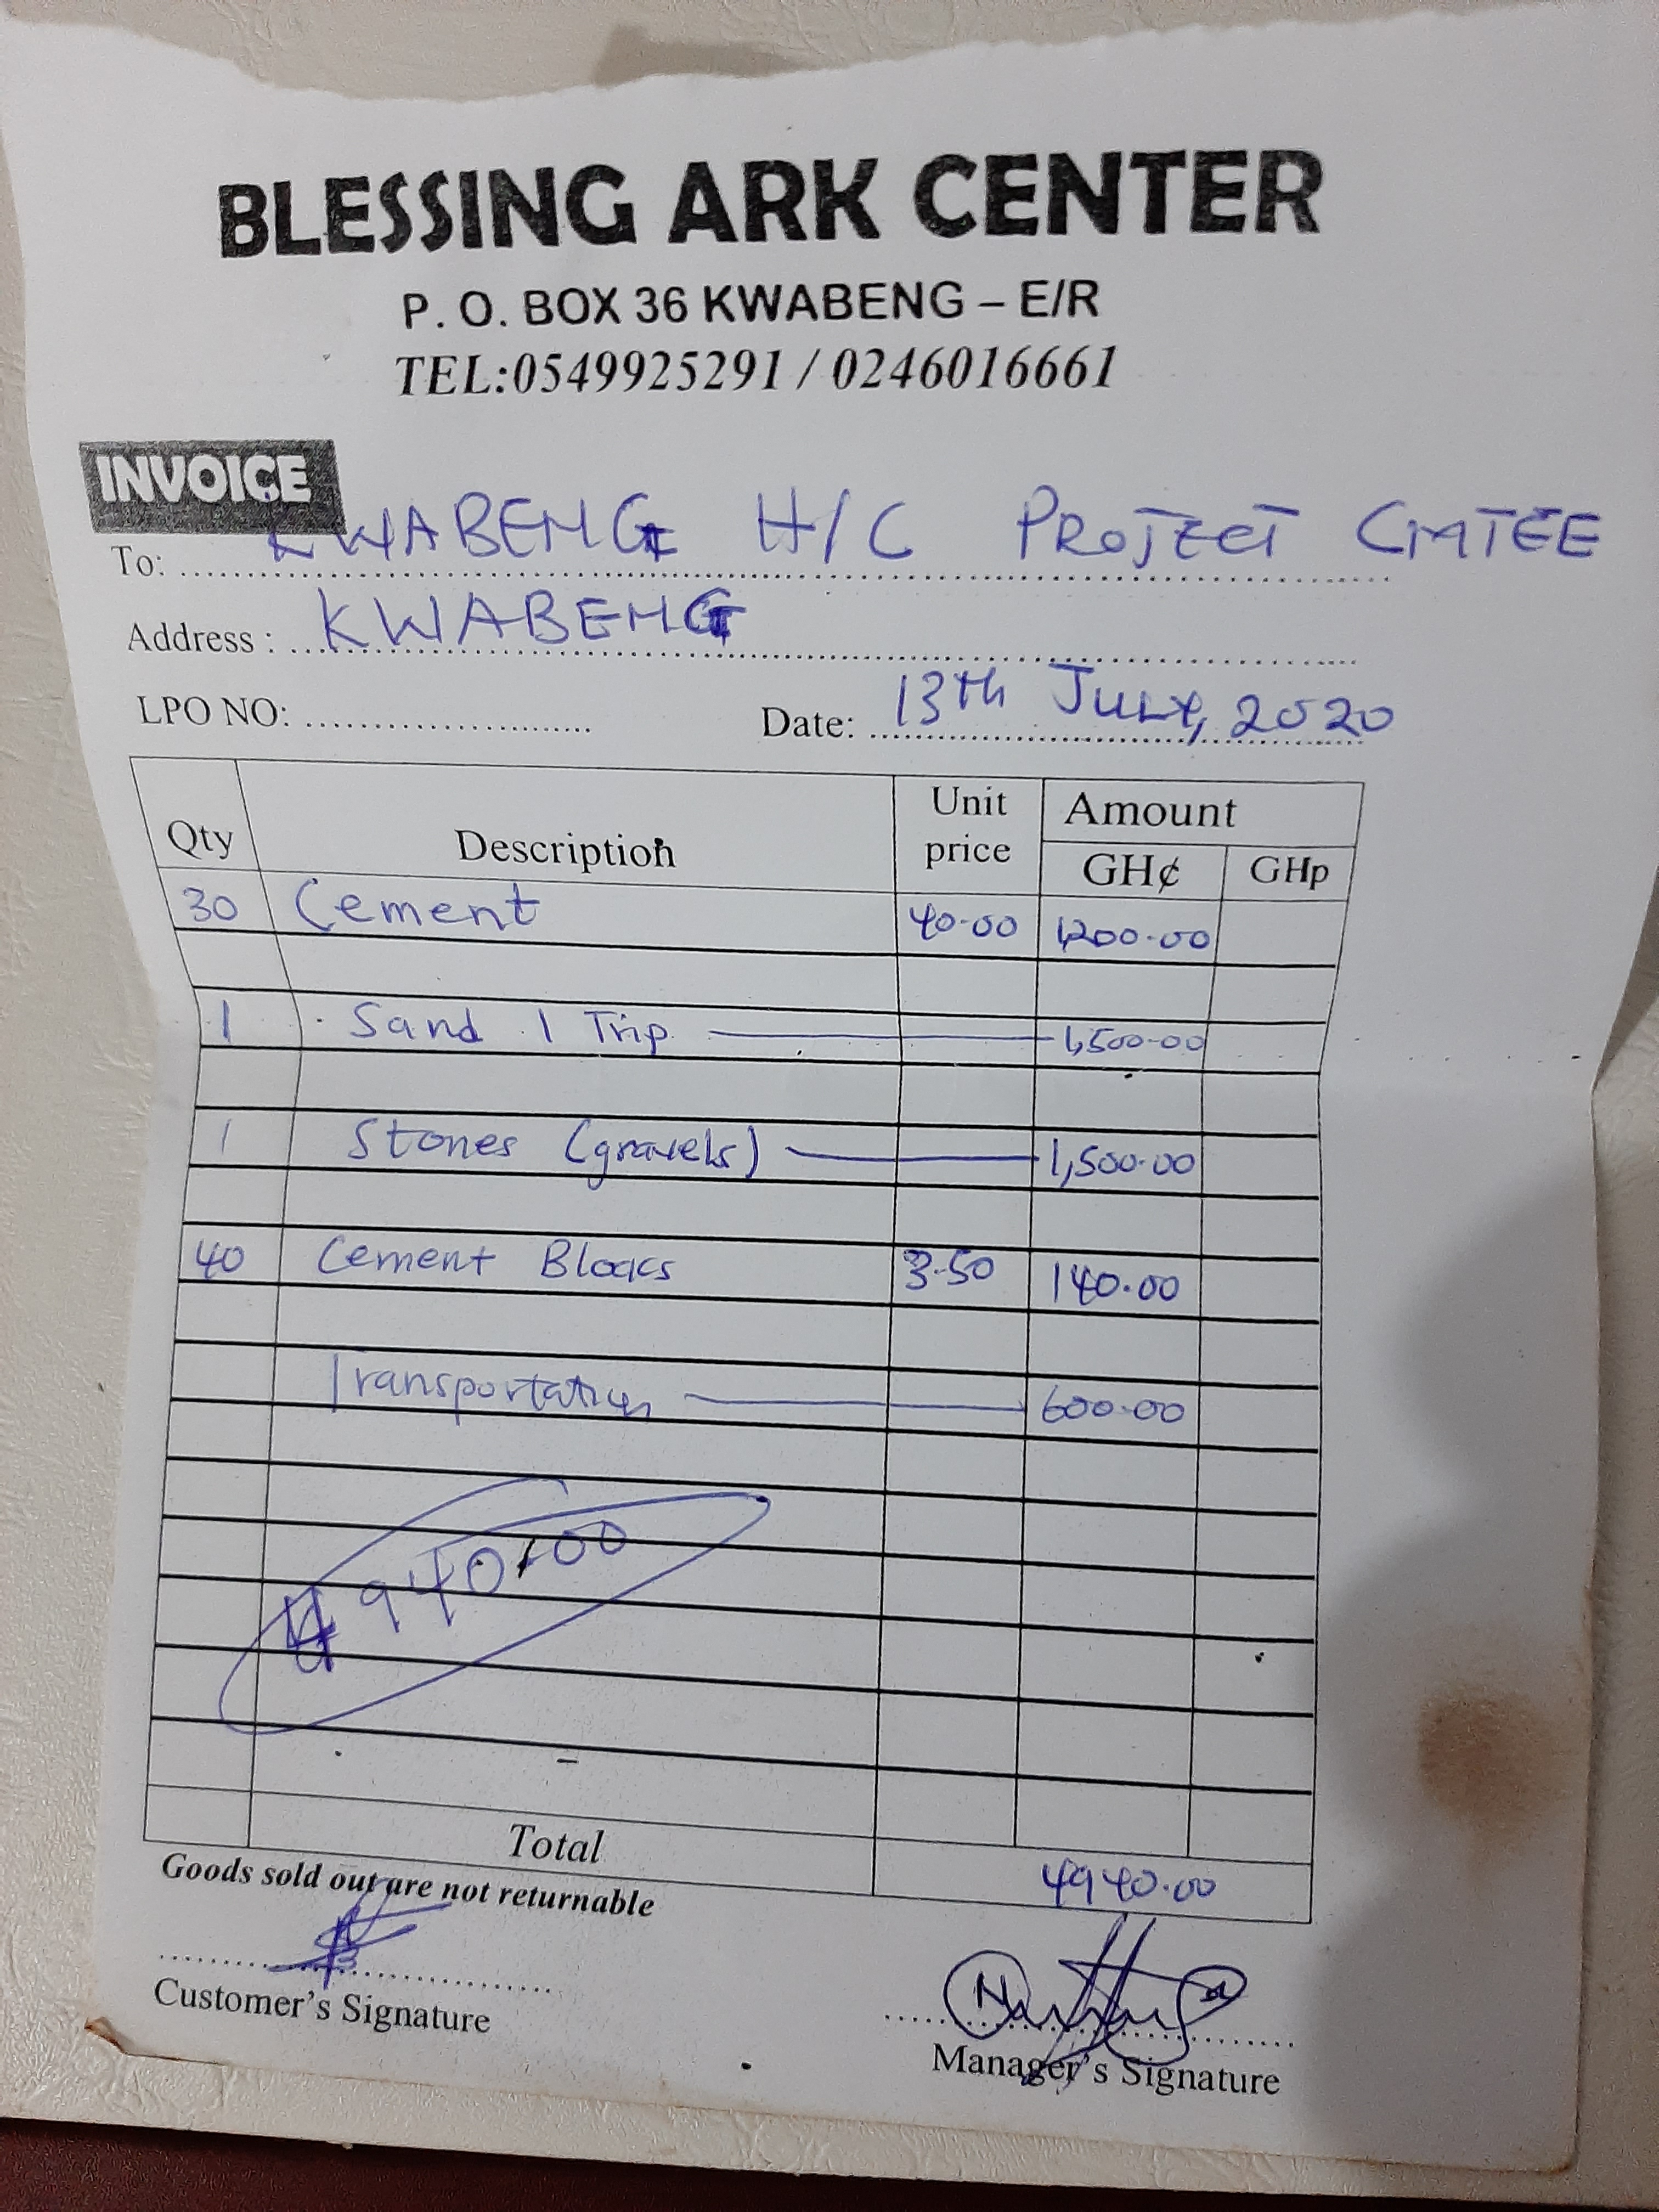 BLESSING ARK CENTER
P. O. BOX 36 KWABENG – E/R
TEL:0549925291 / 0246016661
INVOICE
To: KWABENG H/C PROJECT CMTEE
Address : KWABENG
LPO NO: Date: 13th JULY, 2020
Qty Description Unit price Amount
GH¢ GHp
30 Cement 40.00 1,200.00
1 Sand 1 Trip 1,500.00
1 Stones (gravels) 1,500.00
40 Cement Blocks 3.50 140.00
Transportation 600.00
4940.00
Total 4940.00
Goods sold out are not returnable
Customer's Signature
Manager's Signature